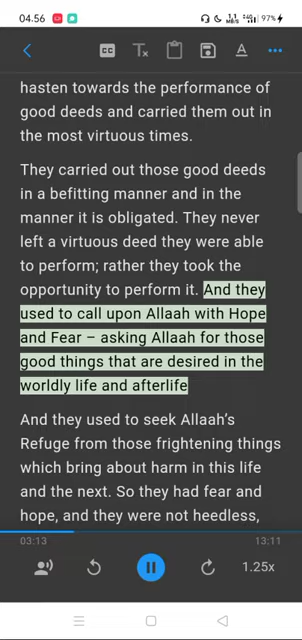 04.56
1,1
MB/S
97%
CC
hasten towards the performance of
good deeds and carried them out in
the most virtuous times.
They carried out those good deeds
in a befitting manner and in the
manner it is obligated. They never
left a virtuous deed they were able
to perform; rather they took the
opportunity to perform it. And they
used to call upon Allaah with Hope
and Fear – asking Allaah for those
good things that are desired in the
worldly life and afterlife
And they used to seek Allaah's
Refuge from those frightening things
which bring about harm in this life
and the next. So they had fear and
hope, and they were not heedless,
03:13
13:11
1.25x